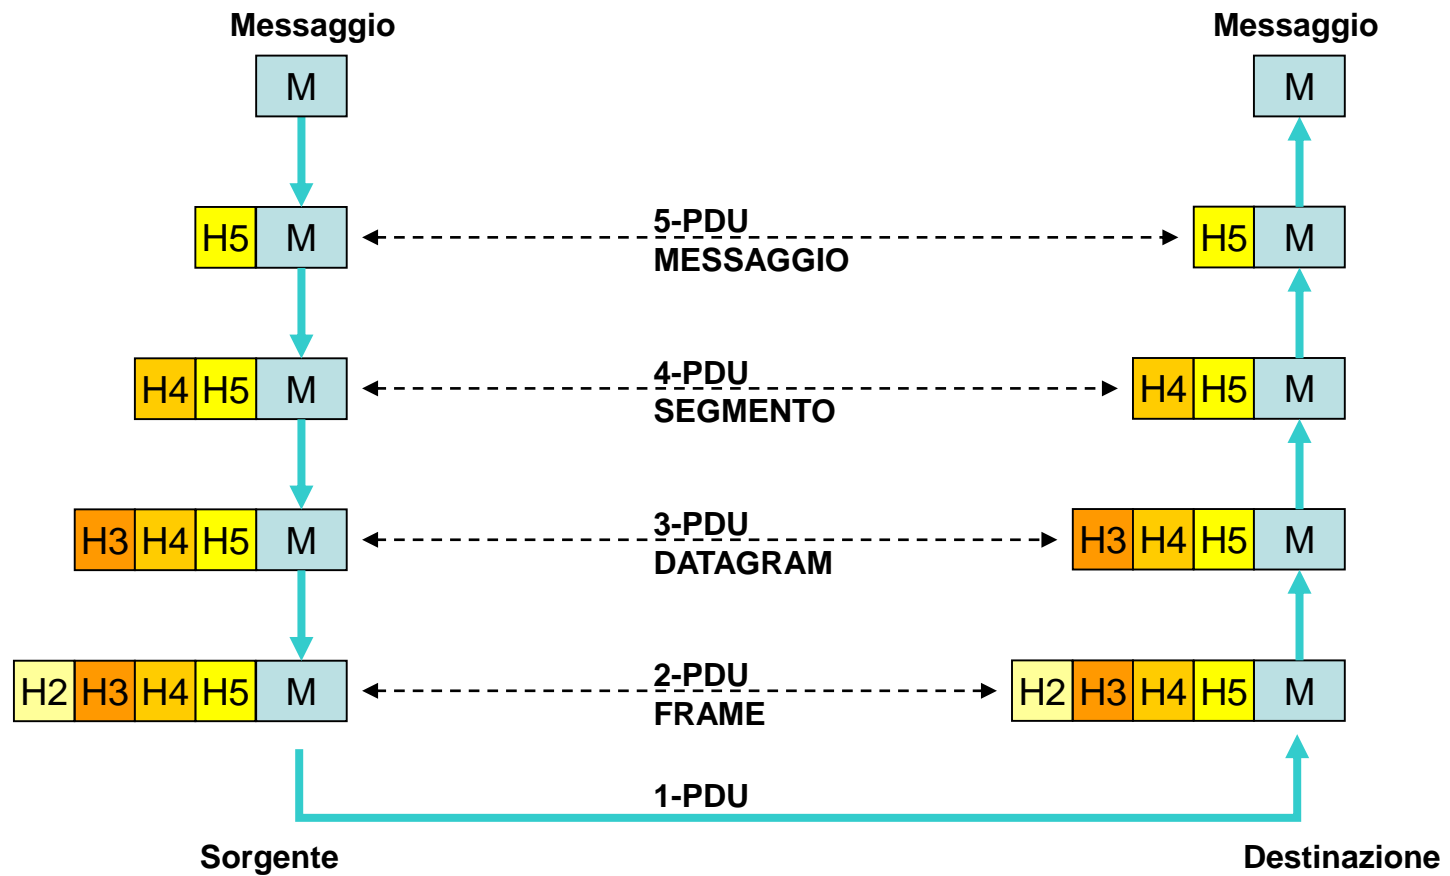 Messaggio Messaggio
M M
H5 M 5-PDU H5 M
MESSAGGIO
H4 H5 M 4-PDU H4 H5 M
SEGMENTO
H3 H4 H5 M 3-PDU H3 H4 H5 M
DATAGRAM
H2 H3 H4 H5 M 2-PDU H2 H3 H4 H5 M
FRAME
1-PDU
Sorgente Destinazione